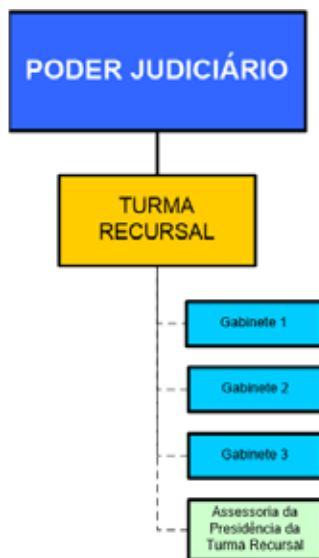 PODER JUDICIÁRIO
TURMA
RECURSAL
Gabinete 1
Gabinete 2
Gabinete 3
Assessoria da
Presidência da
Turma Recursal